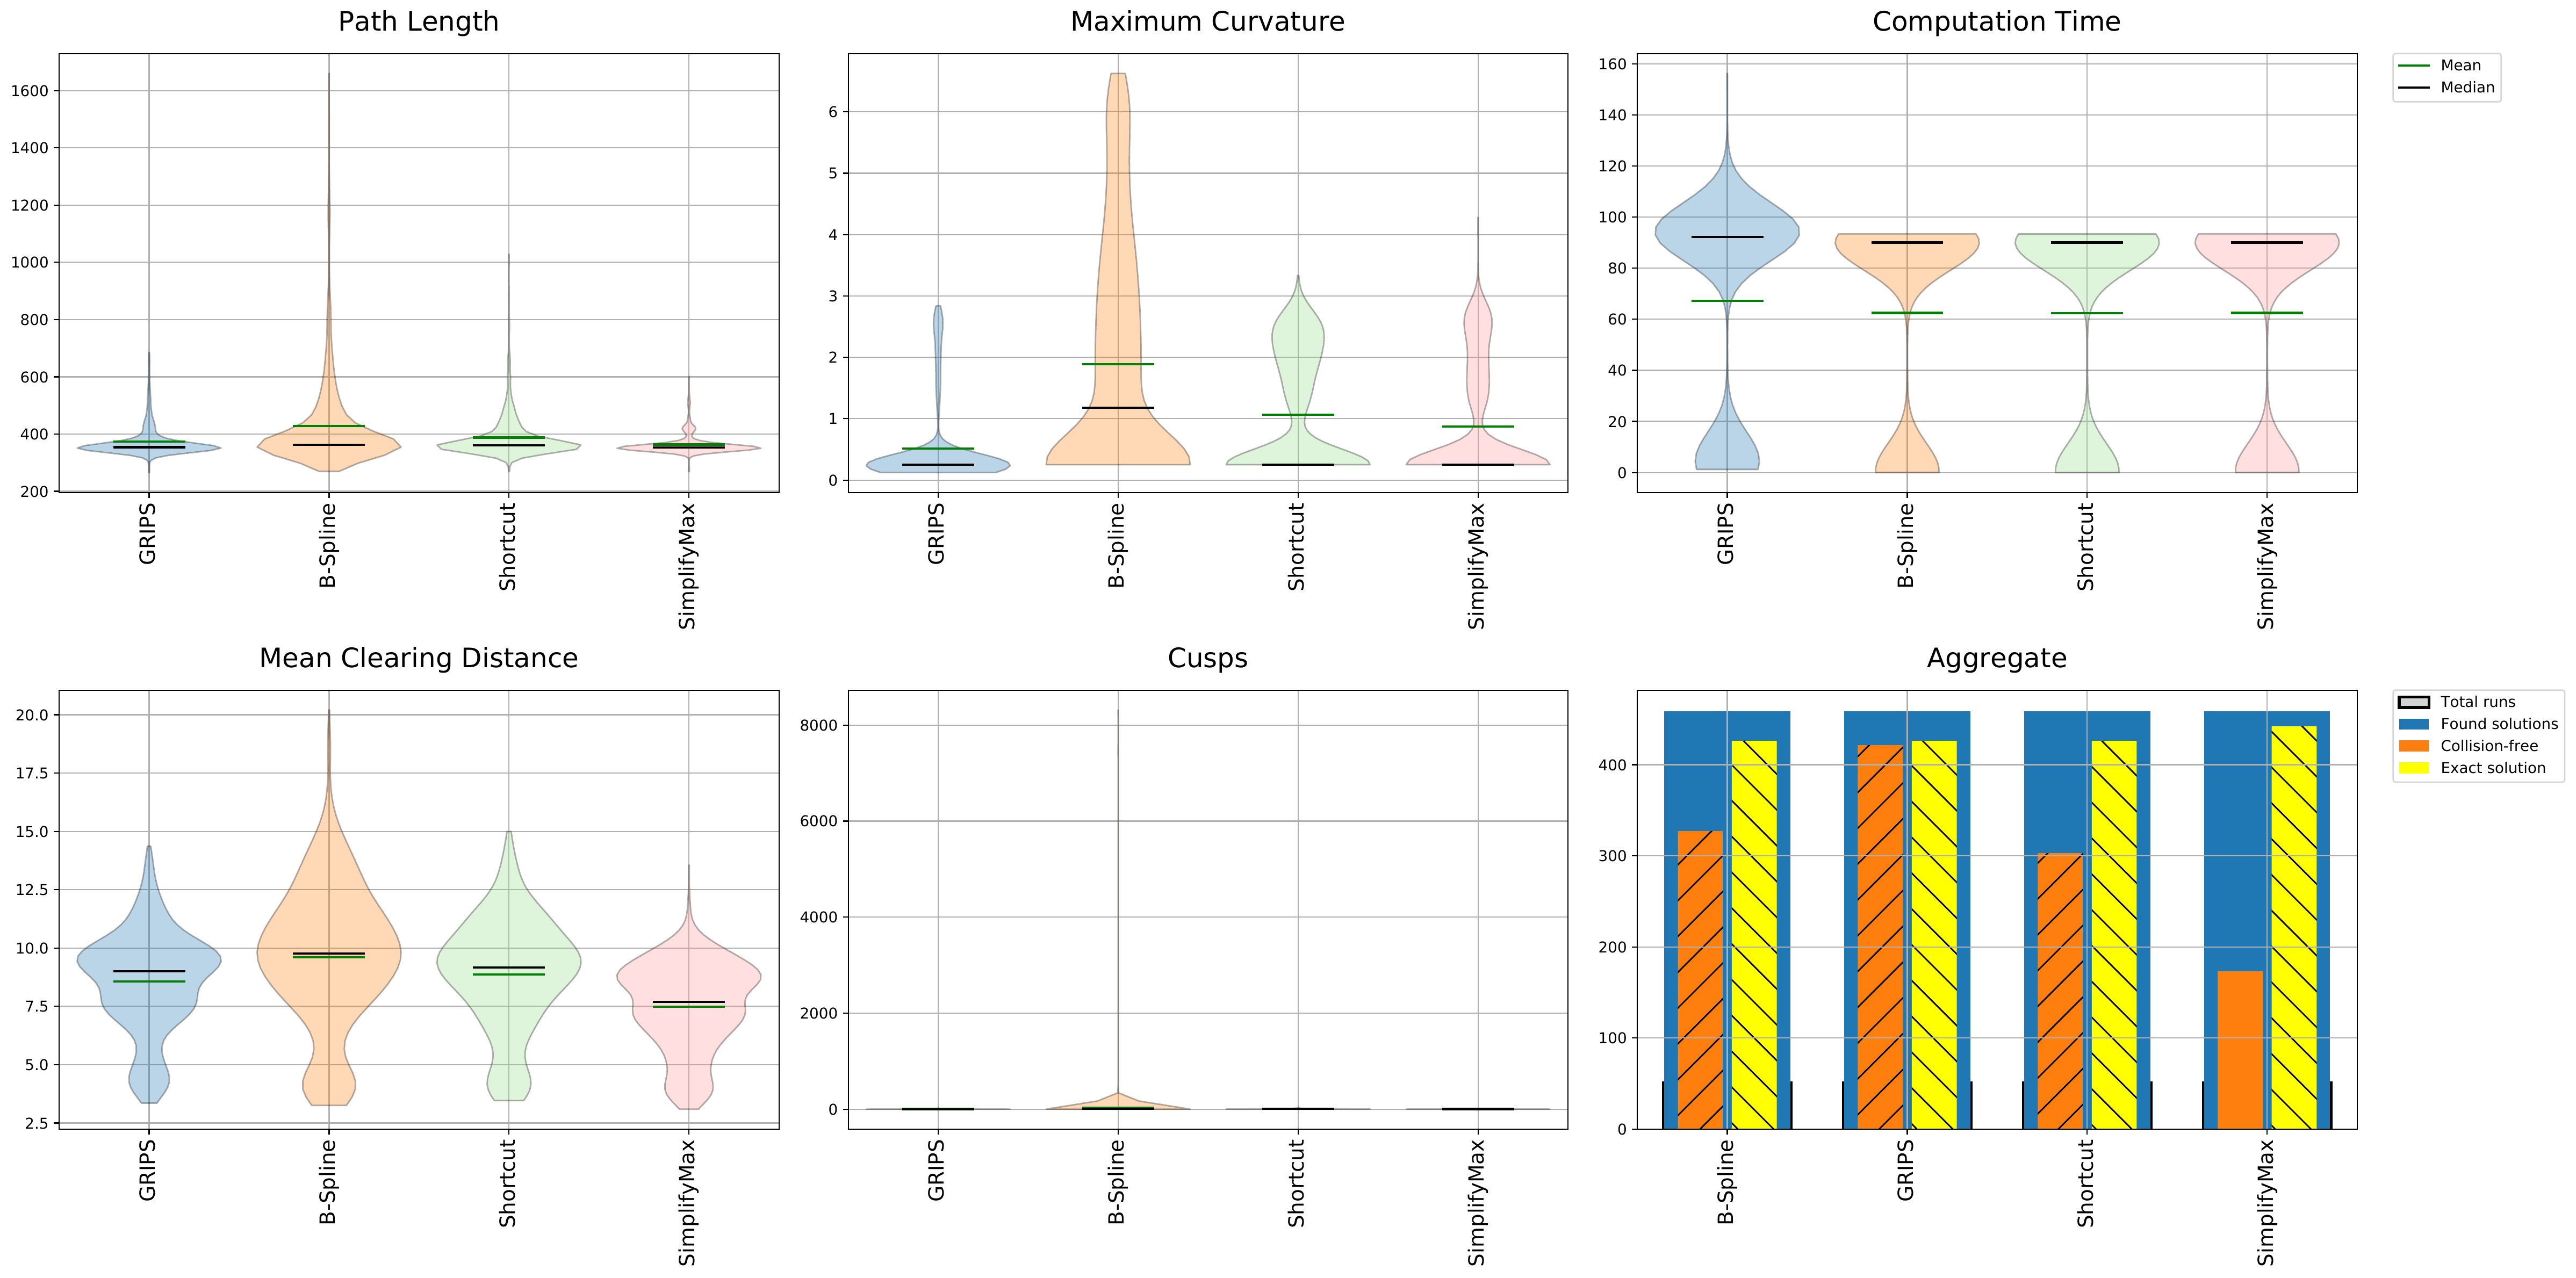 Path Length
1600
1400
1200
1000
800
600
400
200
GRIPS
B-Spline
Shortcut
SimplifyMax
Maximum Curvature
6
5
4
3
2
1
0
GRIPS
B-Spline
Shortcut
SimplifyMax
Computation Time
160
140
120
100
80
60
40
20
0
GRIPS
B-Spline
Shortcut
SimplifyMax
Mean
Median
Mean Clearing Distance
20.0
17.5
15.0
12.5
10.0
7.5
5.0
2.5
GRIPS
B-Spline
Shortcut
SimplifyMax
Cusps
8000
6000
4000
2000
0
GRIPS
B-Spline
Shortcut
SimplifyMax
Aggregate
400
300
200
100
0
B-Spline
GRIPS
Shortcut
SimplifyMax
Total runs
Found solutions
Collision-free
Exact solution